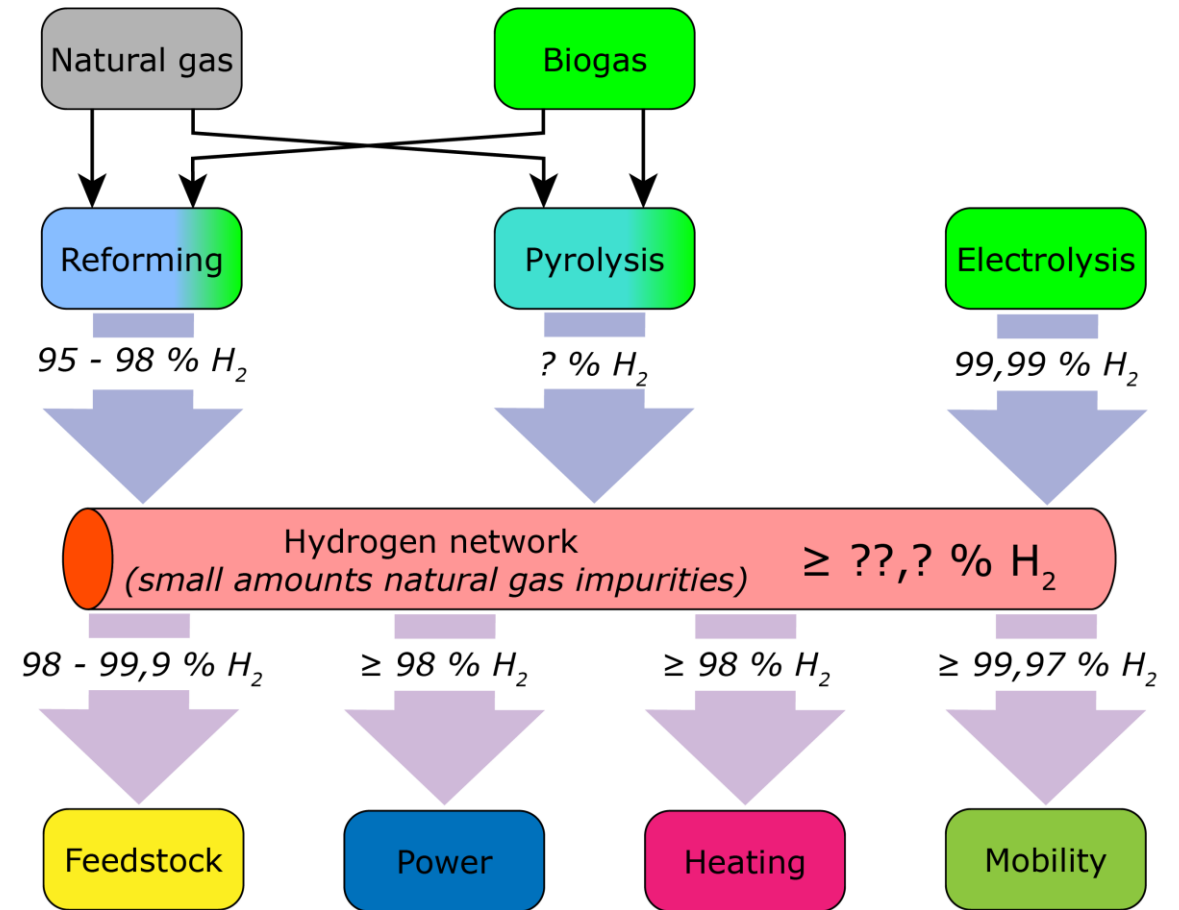 Natural gas
Biogas
Reforming
Pyrolysis
Electrolysis
95 - 98 % H₂
? % H₂
99,99 % H₂
Hydrogen network
(small amounts natural gas impurities)
≥ ??,? % H₂
98 - 99,9 % H₂
≥ 98 % H₂
≥ 98 % H₂
≥ 99,97 % H₂
Feedstock
Power
Heating
Mobility